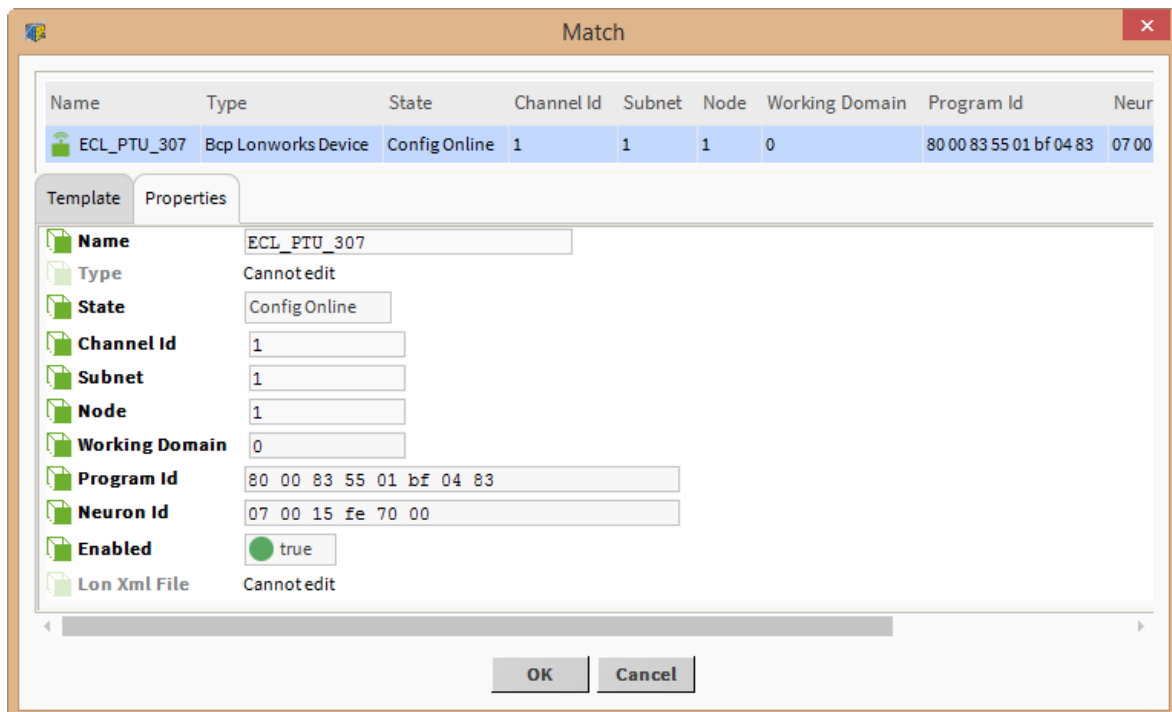 Match
Name Type State Channel Id Subnet Node Working Domain Program Id Neur
ECL_PTU_307 Bcp Lonworks Device Config Online 1 1 1 0 80 00 83 55 01 bf 04 83 07 00
Template Properties
Name ECL_PTU_307
Type Cannot edit
State Config Online
Channel Id 1
Subnet 1
Node 1
Working Domain 0
Program Id 80 00 83 55 01 bf 04 83
Neuron Id 07 00 15 fe 70 00
Enabled true
Lon Xml File Cannot edit
OK Cancel